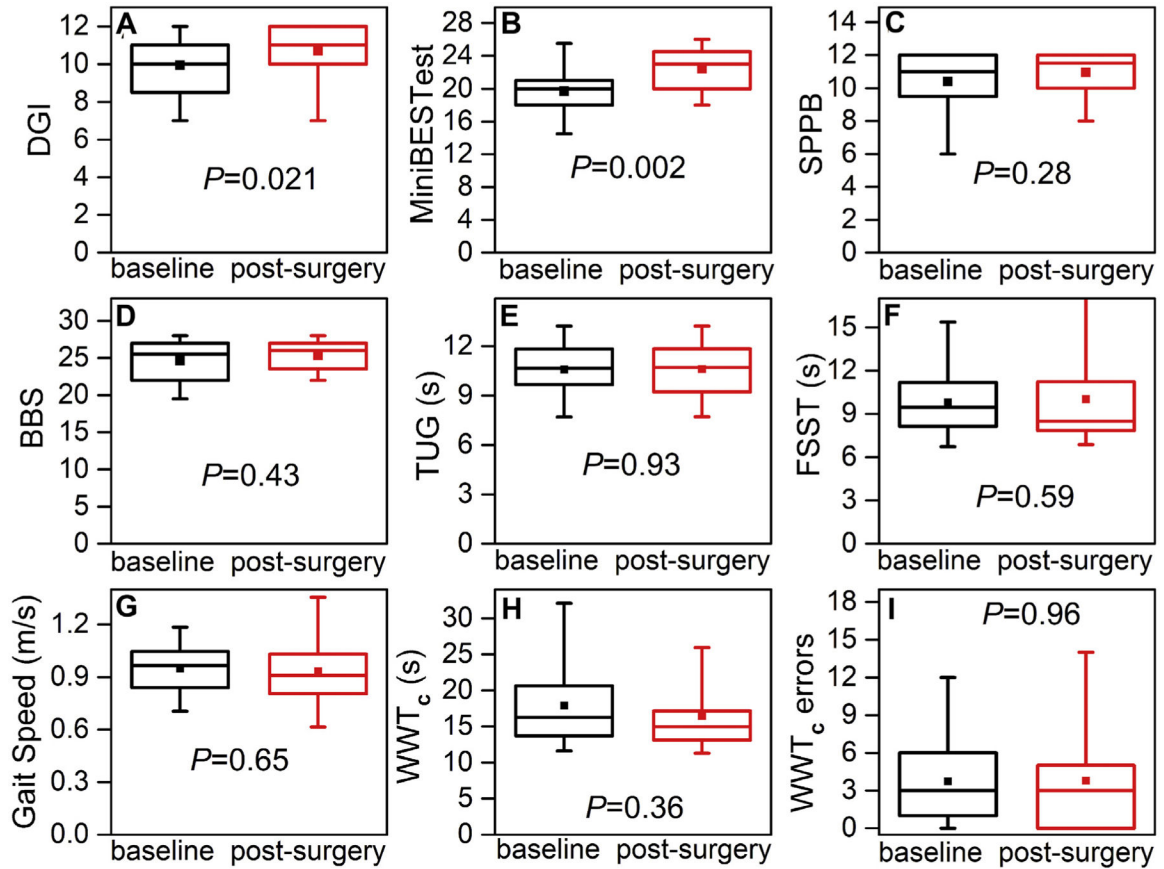 A
DGI
12
10
8
6
4
2
0
P=0.021
baseline post-surgery
B
MiniBESTest
28
24
20
16
12
8
4
0
P=0.002
baseline post-surgery
C
SPPB
14
12
10
8
6
4
2
0
P=0.28
baseline post-surgery
D
BBS
30
25
20
15
10
5
0
P=0.43
baseline post-surgery
E
TUG (s)
12
9
6
3
0
P=0.93
baseline post-surgery
F
FSST (s)
15
12
9
6
3
0
P=0.59
baseline post-surgery
G
Gait Speed (m/s)
1.2
0.9
0.6
0.3
0.0
P=0.65
baseline post-surgery
H
WWTc (s)
30
25
20
15
10
5
0
P=0.36
baseline post-surgery
I
WWTc errors
18
15
12
9
6
3
0
P=0.96
baseline post-surgery